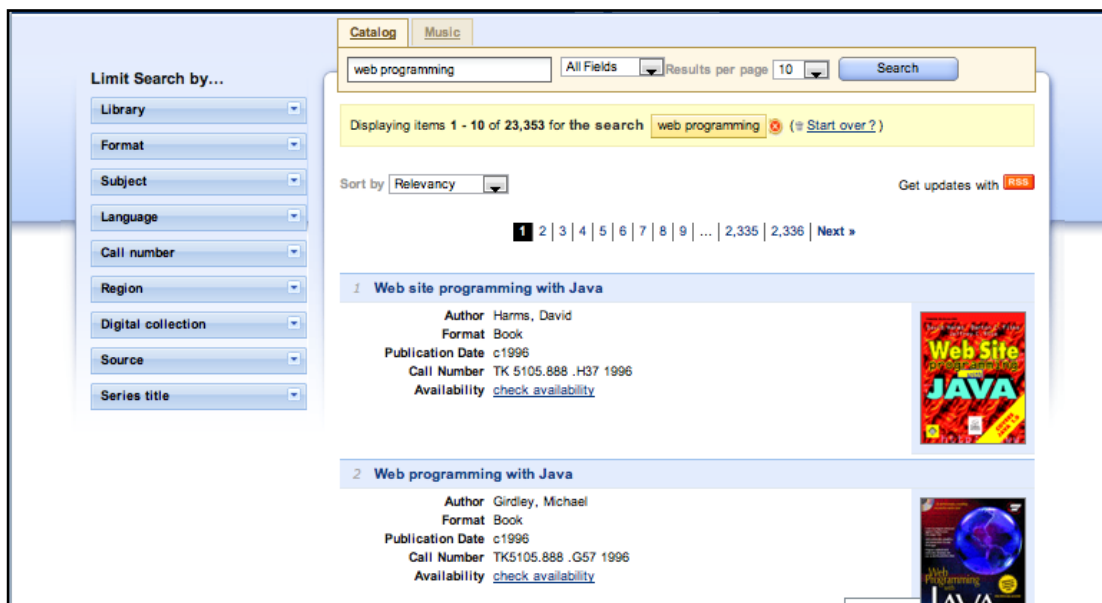 Catalog Music
web programming All Fields Results per page 10 Search
Limit Search by...
Library
Format
Subject
Language
Call number
Region
Digital collection
Source
Series title
Displaying items 1 - 10 of 23,353 for the search web programming (Start over ?)
Sort by Relevancy
Get updates with RSS
1 2 3 4 5 6 7 8 9 ... 2,335 2,336 Next »
1 Web site programming with Java
Author Harms, David
Format Book
Publication Date c1996
Call Number TK 5105.888 .H37 1996
Availability check availability
Web Site
programming
with
JAVA
2 Web programming with Java
Author Girdley, Michael
Format Book
Publication Date c1996
Call Number TK5105.888 .G57 1996
Availability check availability
Web
Programming
with
JAVA